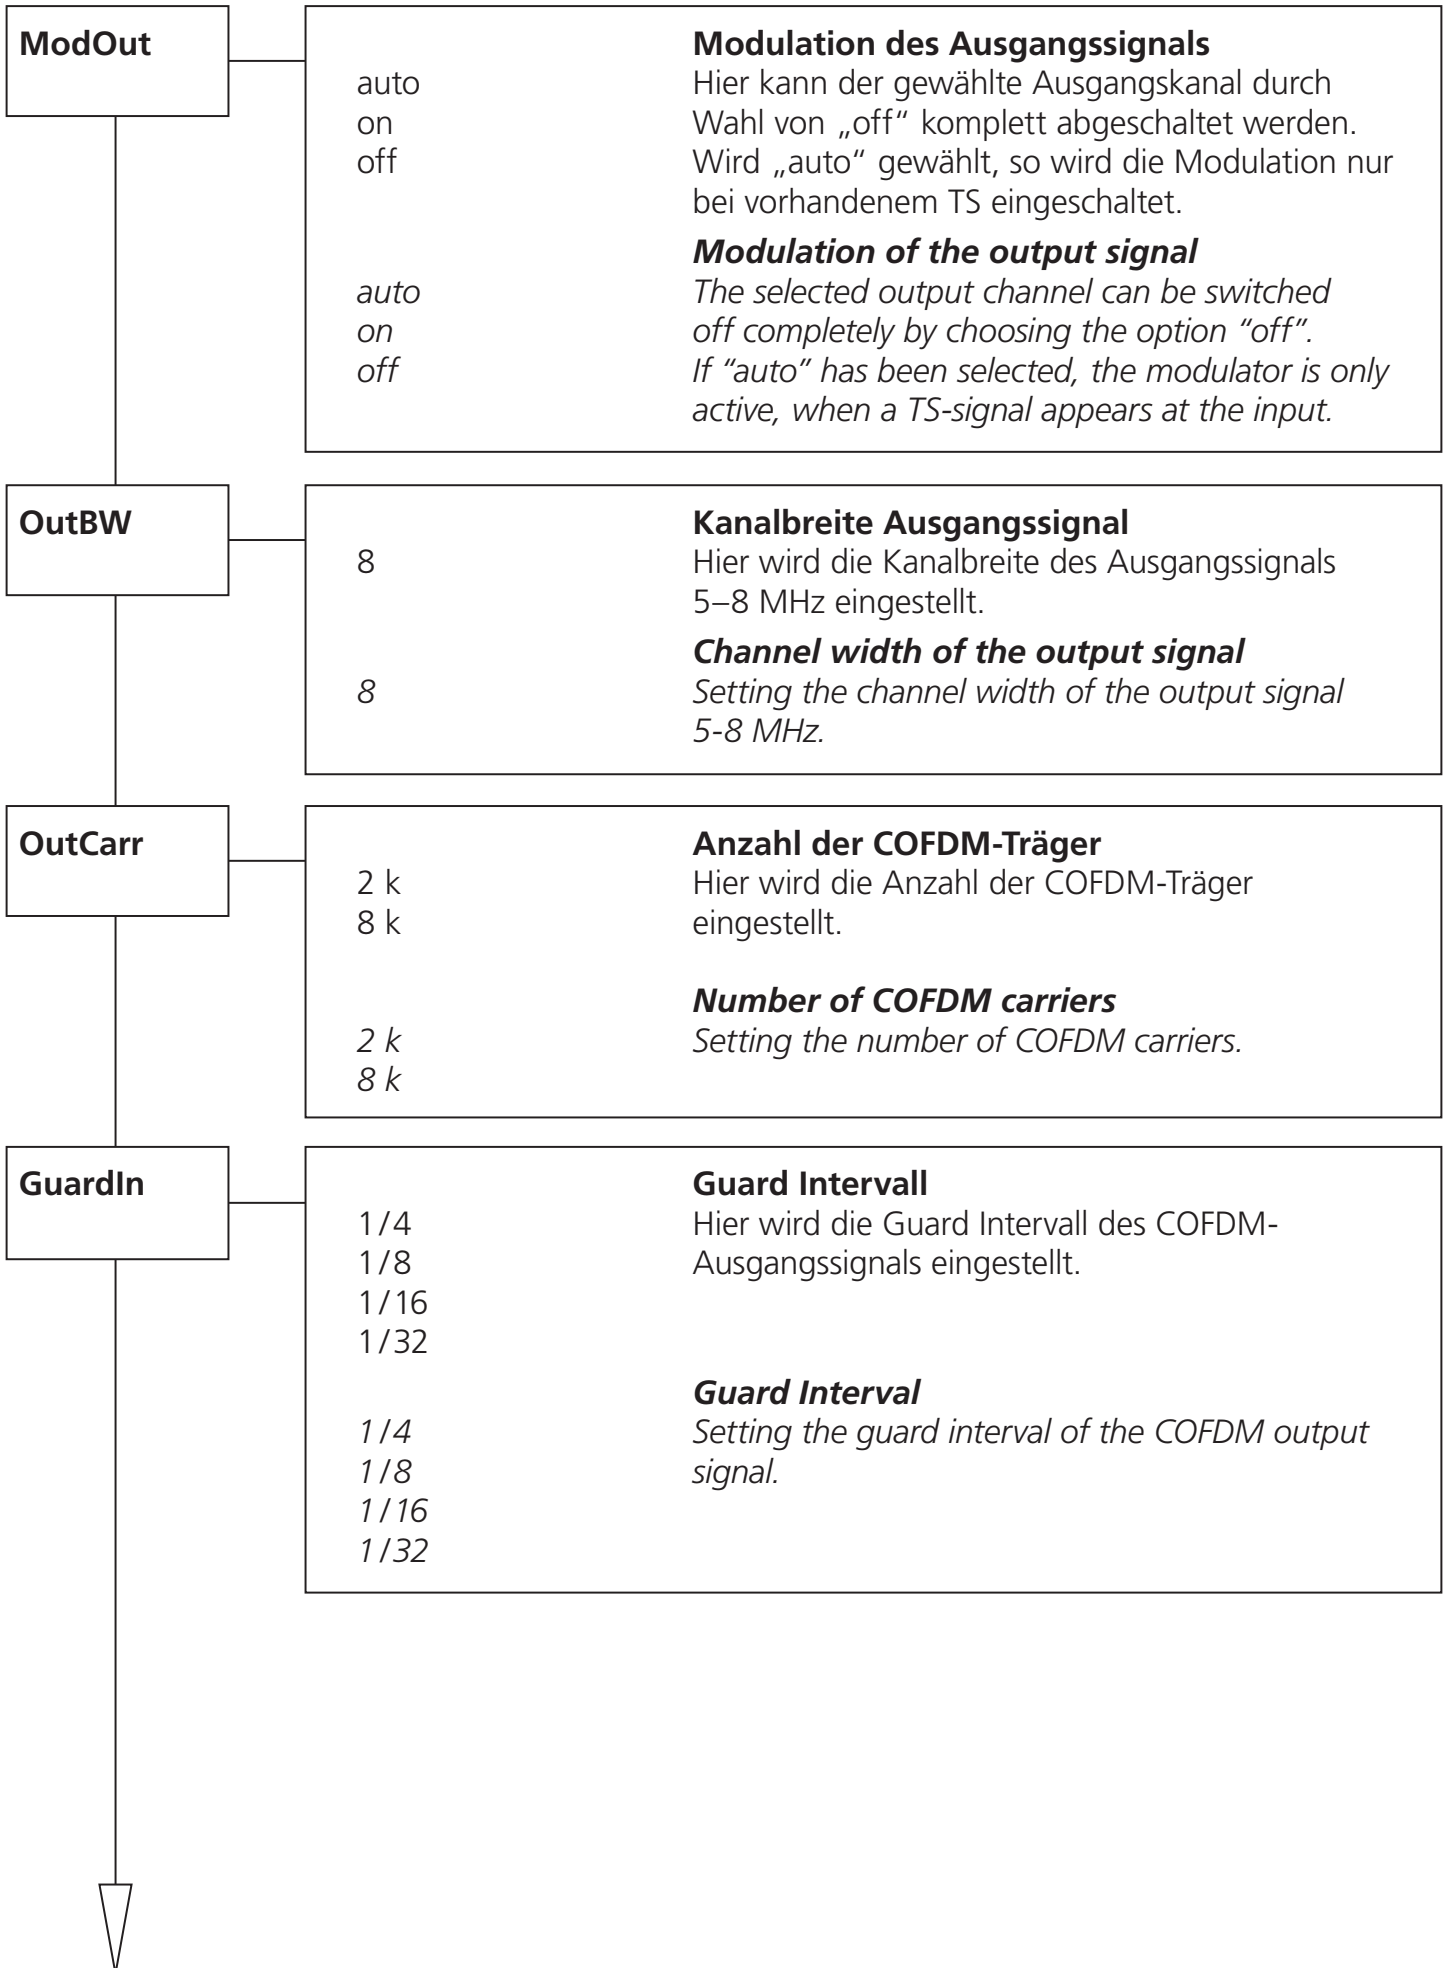 ModOut
Modulation des Ausgangssignals
auto Hier kann der gewählte Ausgangskanal durch
on Wahl von „off“ komplett abgeschaltet werden.
off Wird „auto“ gewählt, so wird die Modulation nur
bei vorhandenem TS eingeschaltet.
Modulation of the output signal
auto The selected output channel can be switched
on off completely by choosing the option “off”.
off If “auto” has been selected, the modulator is only
active, when a TS-signal appears at the input.
OutBW
Kanalbreite Ausgangssignal
8 Hier wird die Kanalbreite des Ausgangssignals
5–8 MHz eingestellt.
Channel width of the output signal
8 Setting the channel width of the output signal
5-8 MHz.
OutCarr
Anzahl der COFDM-Träger
2 k Hier wird die Anzahl der COFDM-Träger
8 k eingestellt.
Number of COFDM carriers
2 k Setting the number of COFDM carriers.
8 k
GuardIn
Guard Intervall
1/4 Hier wird die Guard Intervall des COFDM-
1/8 Ausgangssignals eingestellt.
1/16
1/32
Guard Interval
1/4 Setting the guard interval of the COFDM output
1/8 signal.
1/16
1/32